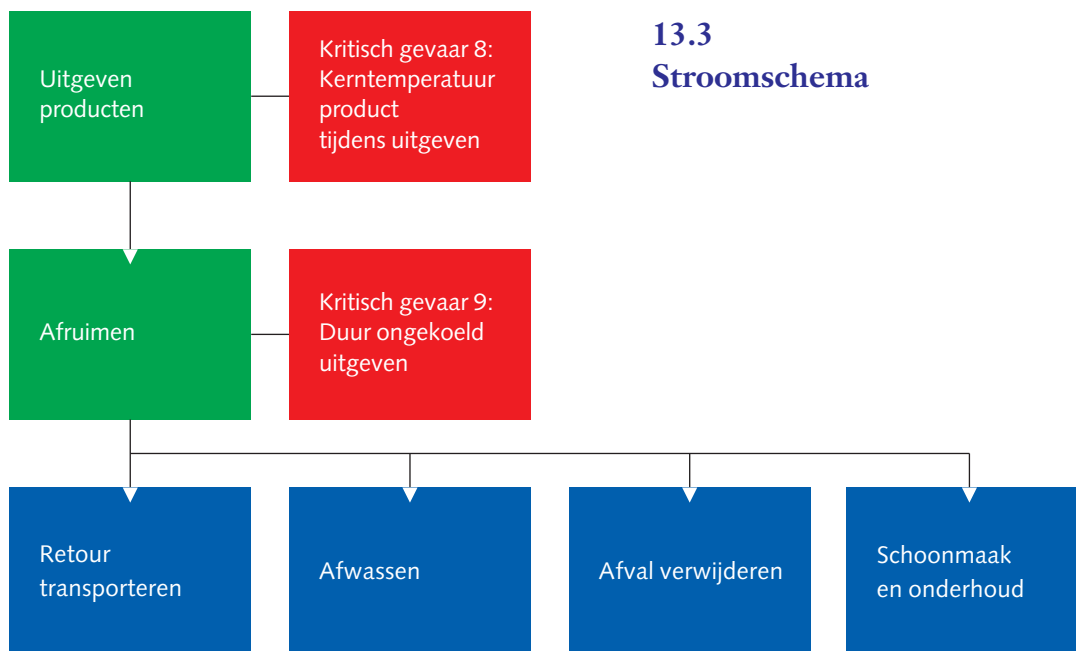 13.3
Stroomschema
Uitgeven
producten
Kritisch gevaar 8:
Kerntemperatuur
product
tijdens uitgeven
Afruimen
Kritisch gevaar 9:
Duur ongekoeld
uitgeven
Retour
transporteren
Afwassen
Afval verwijderen
Schoonmaak
en onderhoud